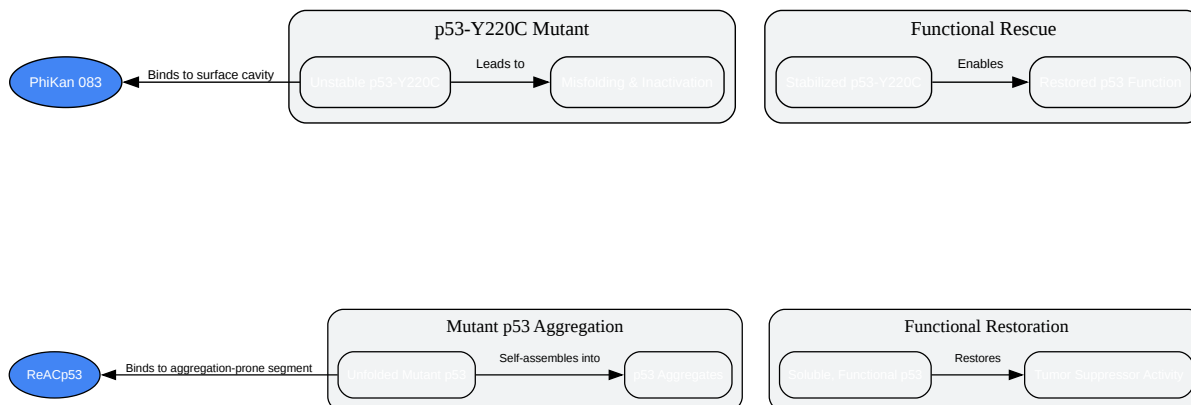 p53-Y220C Mutant
Functional Rescue
PhiKan 083
Binds to surface cavity
Unstable p53-Y220C
Leads to
Misfolding & Inactivation
Stabilized p53-Y220C
Enables
Restored p53 Function
Mutant p53 Aggregation
Functional Restoration
ReACp53
Binds to aggregation-prone segment
Unfolded Mutant p53
Self-assembles into
p53 Aggregates
Soluble, Functional p53
Restores
Tumor Suppressor Activity